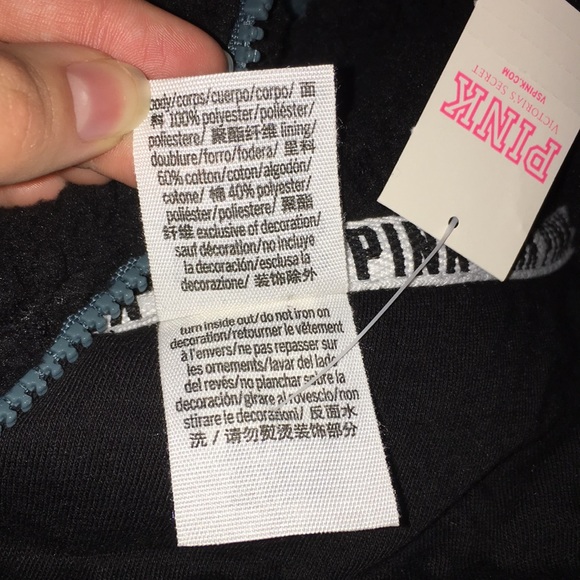 body/corps/cuerpo/corpo/ 面
料 100% polyester/poliéster/
poliestere/ 聚酯纤维 lining/
doublure/forro/fodera/ 里料
60% cotton/coton/algodón/
cotone/ 棉 40% polyester/
poliéster/poliestere/ 聚酯
纤维 exclusive of decoration/
sauf décoration/no incluye
la decoración/esclusa la
decorazione/ 装饰除外
turn inside out/do not iron on
decoration/retourner le vêtement
à l'envers/ne pas repasser sur
les ornements/lavar del lado
del revés/no planchar sobre la
decoración/girare al rovescio/non
stirare le decorazioni/ 反面水
洗 / 请勿熨烫装饰部分
PINK
PINK
VICTORIA'S SECRET
VSPINK.COM